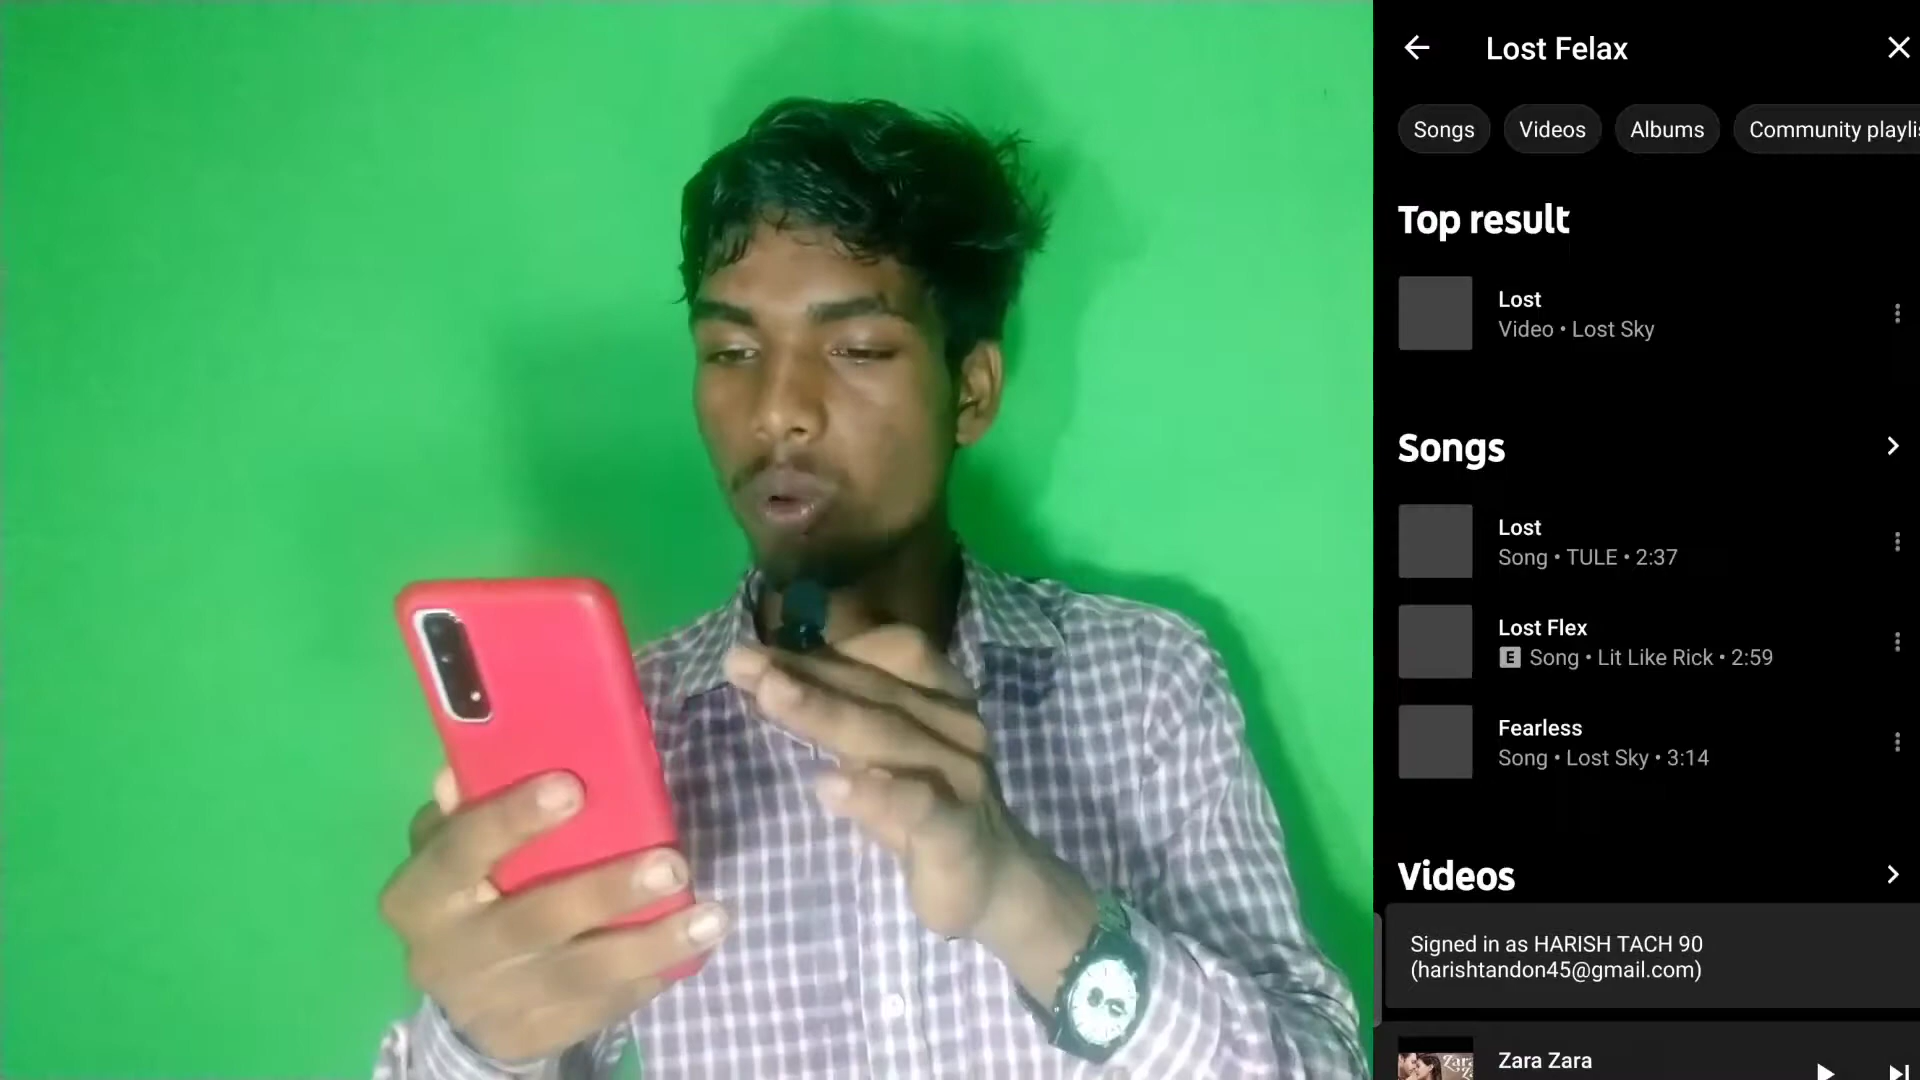 Lost Felax
Songs
Videos
Albums
Community playli
Top result
Lost
Video • Lost Sky
Songs
Lost
Song • TULE • 2:37
Lost Flex
E Song • Lit Like Rick • 2:59
Fearless
Song • Lost Sky • 3:14
Videos
Signed in as HARISH TACH 90
(harishtandon45@gmail.com)
Zara Zara